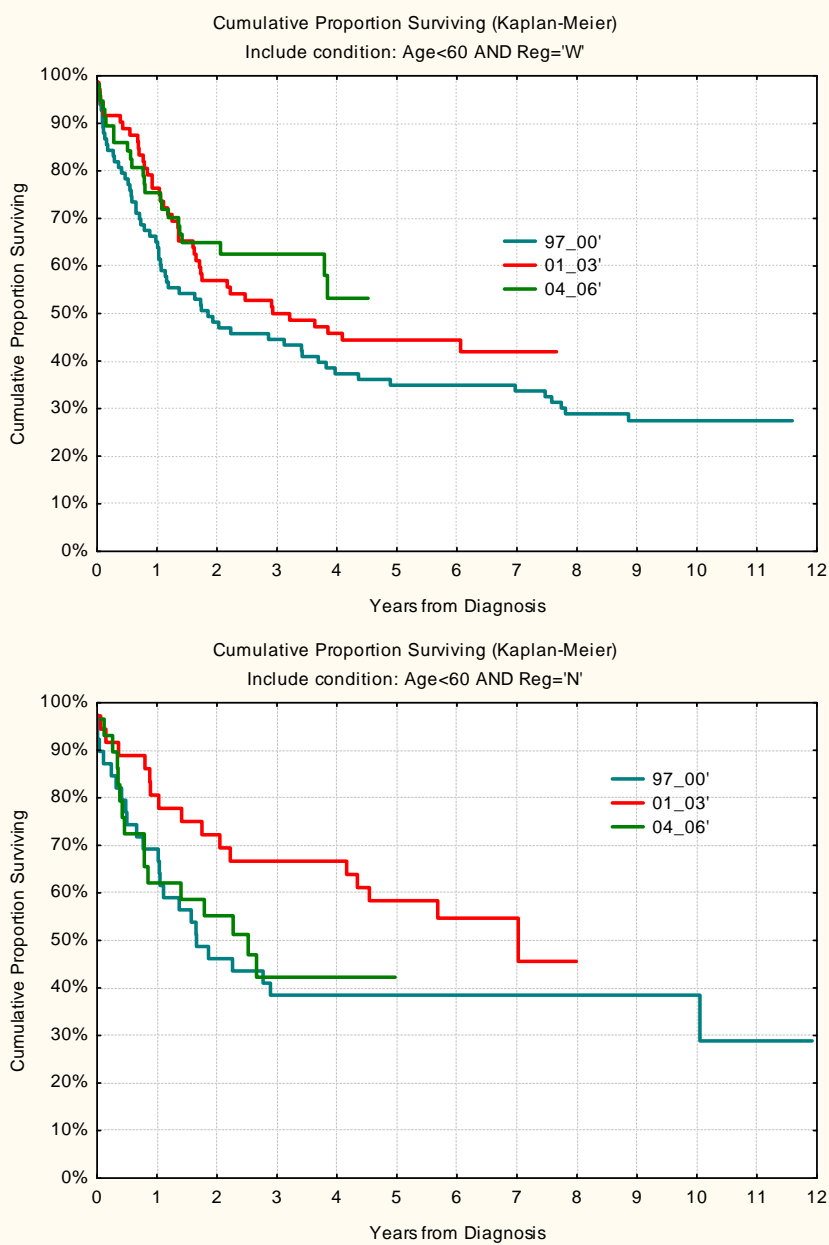 Cumulative Proportion Surviving (Kaplan-Meier)
Include condition: Age<60 AND Reg='W'
100%
90%
80%
70%
60%
50%
40%
30%
20%
10%
0%
Cumulative Proportion Surviving
97_00'
01_03'
04_06'
0 1 2 3 4 5 6 7 8 9 10 11 12
Years from Diagnosis
Cumulative Proportion Surviving (Kaplan-Meier)
Include condition: Age<60 AND Reg='N'
100%
90%
80%
70%
60%
50%
40%
30%
20%
10%
0%
Cumulative Proportion Surviving
97_00'
01_03'
04_06'
0 1 2 3 4 5 6 7 8 9 10 11 12
Years from Diagnosis